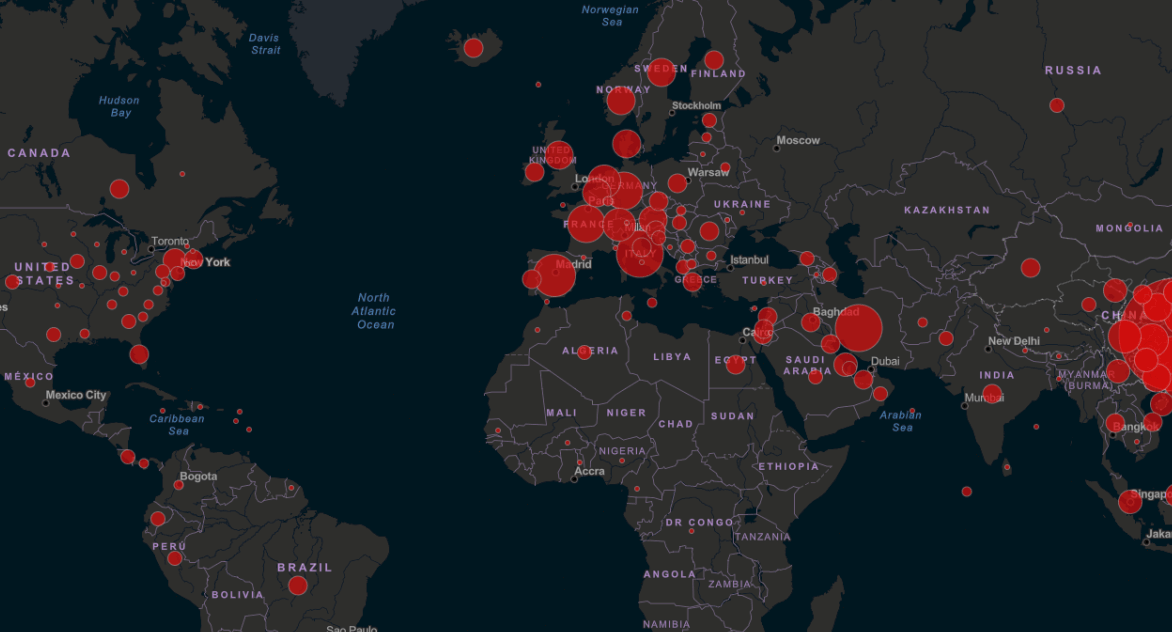 Norwegian
Sea
Davis
Strait
SWEDEN
FINLAND
RUSSIA
NORWAY
Hudson
Bay
Stockholm
Moscow
CANADA
UNITED
KINGDOM
London
GERMANY
Warsaw
Paris
UKRAINE
KAZAKHSTAN
FRANCE
MONGOLIA
Toronto
New York
UNITED
STATES
ITALY
Madrid
Istanbul
GREECE
TURKEY
North
Atlantic
Ocean
Baghdad
CHINA
Cairo
New Delhi
ALGERIA
LIBYA
EGYPT
SAUDI
ARABIA
Dubai
MÉXICO
Mexico City
INDIA
MYANMAR
(BURMA)
Mumbai
Caribbean
Sea
MALI
NIGER
CHAD
SUDAN
Arabian
Sea
Bangkok
NIGERIA
Accra
ETHIOPIA
Bogota
Singap
DR CONGO
TANZANIA
Jaka
PERÚ
BRAZIL
ANGOLA
ZAMBIA
BOLIVIA
NAMIBIA
Sao Paulo